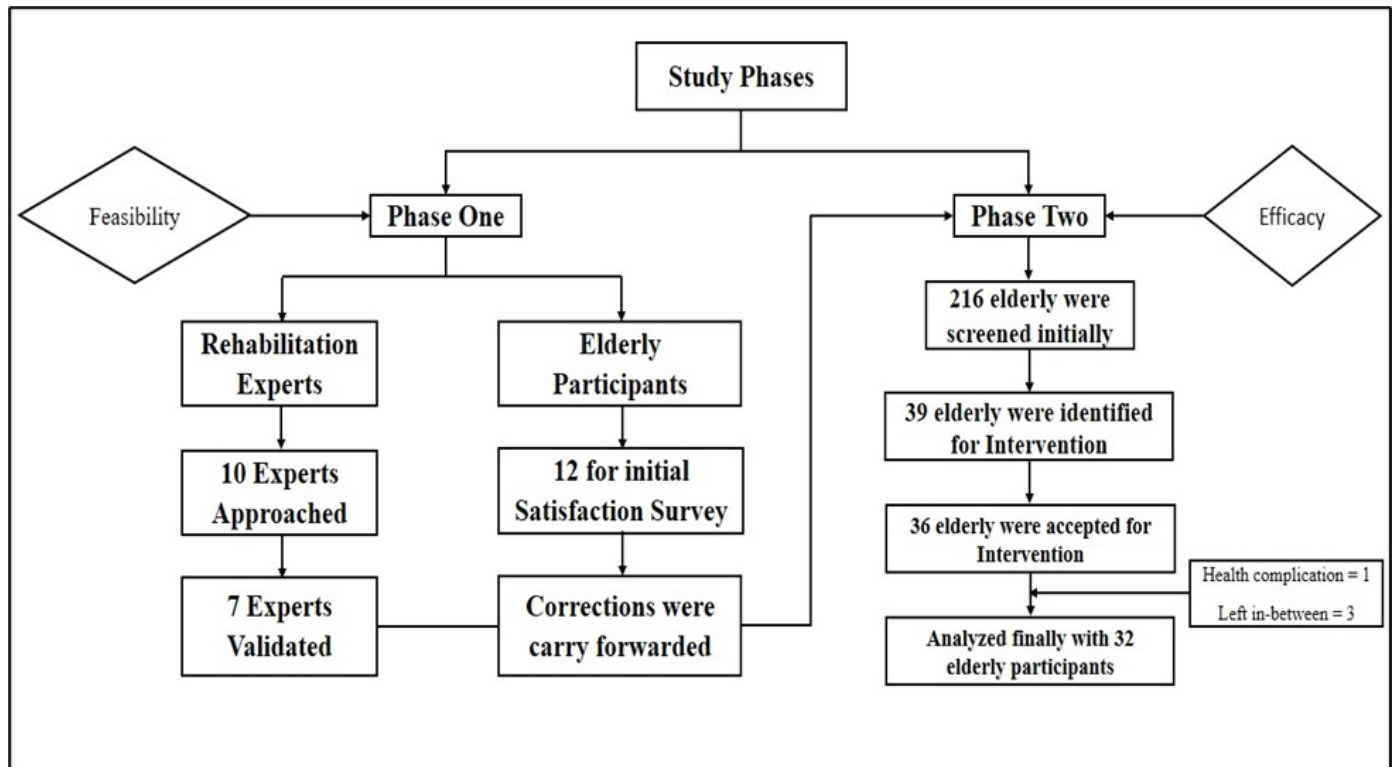 Study Phases
Feasibility
Phase One
Phase Two
Efficacy
Rehabilitation
Experts
Elderly
Participants
216 elderly were
screened initially
10 Experts
Approached
12 for initial
Satisfaction Survey
39 elderly were identified
for Intervention
7 Experts
Validated
Corrections were
carry forwarded
36 elderly were accepted for
Intervention
Health complication = 1
Left in-between = 3
Analyzed finally with 32
elderly participants